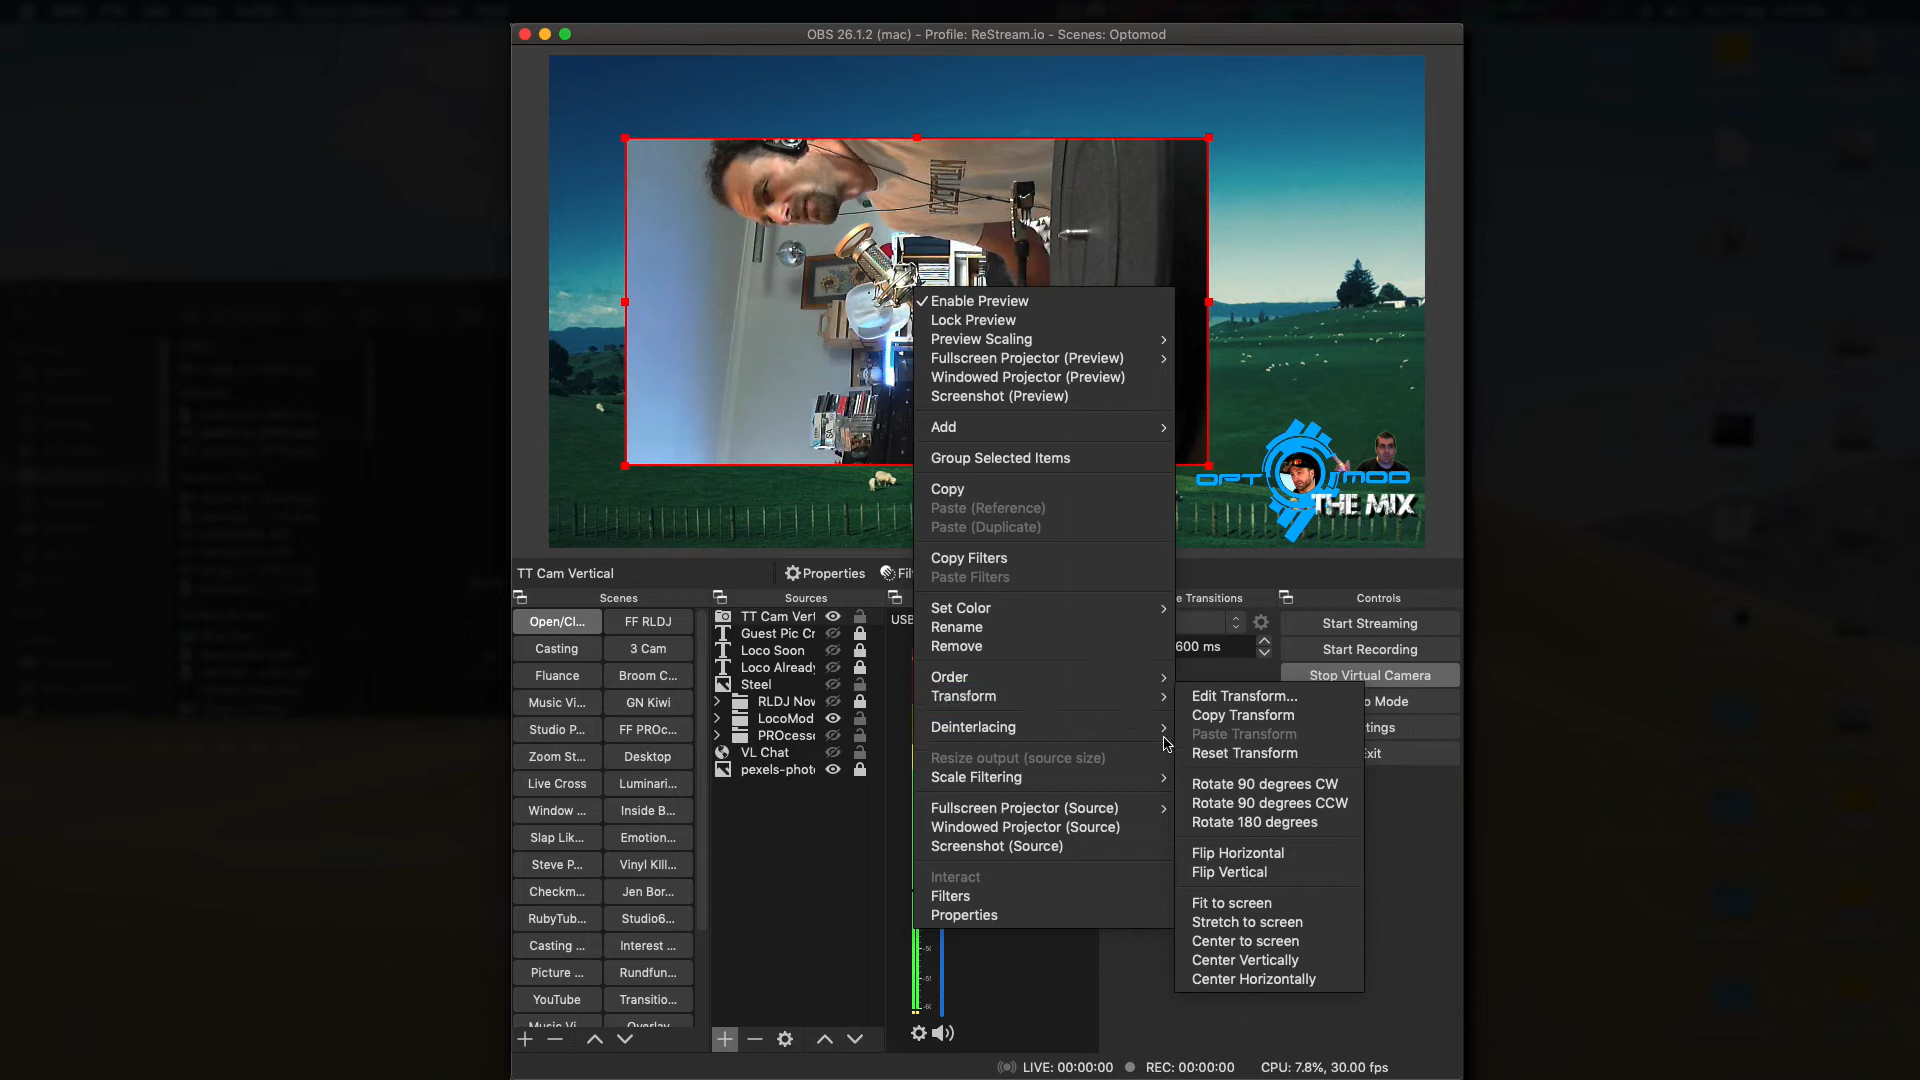 OBS 26.1.2 (mac) - Profile: ReStream.io - Scenes: Optomod
THE MIX
Enable Preview
Lock Preview
Preview Scaling
Fullscreen Projector (Preview)
Windowed Projector (Preview)
Screenshot (Preview)
Add
Group Selected Items
Copy
Paste (Reference)
Paste (Duplicate)
Copy Filters
Paste Filters
Set Color
Rename
Remove
Order
Transform
Deinterlacing
Resize output (source size)
Scale Filtering
Fullscreen Projector (Source)
Windowed Projector (Source)
Screenshot (Source)
Interact
Filters
Properties
Edit Transform...
Copy Transform
Paste Transform
Reset Transform
Rotate 90 degrees CW
Rotate 90 degrees CCW
Rotate 180 degrees
Flip Horizontal
Flip Vertical
Fit to screen
Stretch to screen
Center to screen
Center Vertically
Center Horizontally
TT Cam Vertical
Properties
Scenes
Open/Cl... FF RLDJ
Casting 3 Cam
Fluance Broom C...
Music Vi... GN Kiwi
Studio P... FF PROc...
Zoom St... Desktop
Live Cross Luminari...
Window ... Inside B...
Slap Lik... Emotion...
Steve P... Vinyl KIll...
Checkm... Jen Bor...
RubyTub... Studio6...
Casting ... Interest ...
Picture ... Rundfun...
YouTube Transitio...
Sources
TT Cam Vert
Guest Pic Cr
Loco Soon
Loco Already
Steel
RLDJ Now
LocoMod
PROcesso
VL Chat
pexels-phot
USB
e Transitions
600 ms
Controls
Start Streaming
Start Recording
Stop Virtual Camera
o Mode
tings
xit
LIVE: 00:00:00 REC: 00:00:00 CPU: 7.8%, 30.00 fps